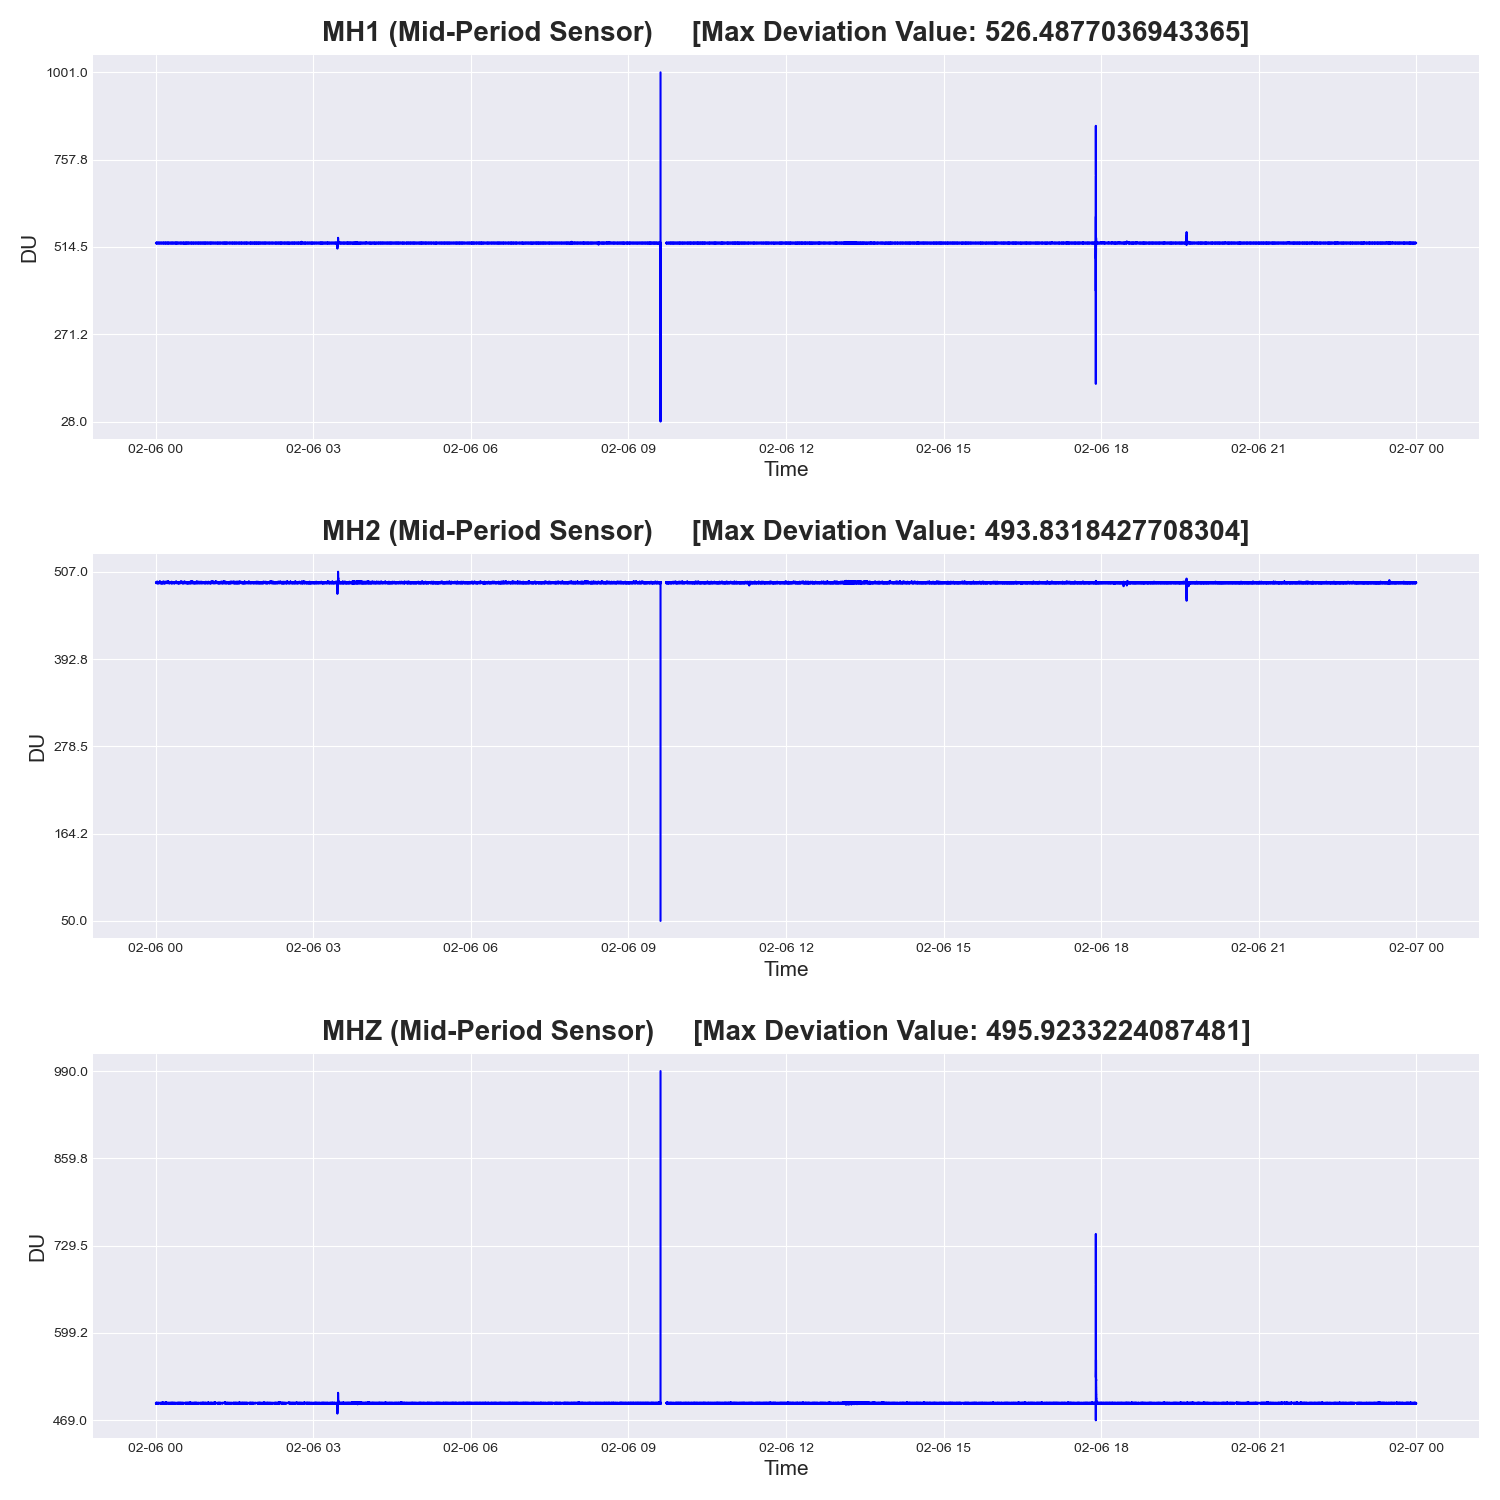 MH1 (Mid-Period Sensor) [Max Deviation Value: 526.4877036943365]
1001.0
757.8
514.5
271.2
28.0
DU
02-06 00 02-06 03 02-06 06 02-06 09 02-06 12 02-06 15 02-06 18 02-06 21 02-07 00
Time
MH2 (Mid-Period Sensor) [Max Deviation Value: 493.8318427708304]
507.0
392.8
278.5
164.2
50.0
DU
02-06 00 02-06 03 02-06 06 02-06 09 02-06 12 02-06 15 02-06 18 02-06 21 02-07 00
Time
MHZ (Mid-Period Sensor) [Max Deviation Value: 495.9233224087481]
990.0
859.8
729.5
599.2
469.0
DU
02-06 00 02-06 03 02-06 06 02-06 09 02-06 12 02-06 15 02-06 18 02-06 21 02-07 00
Time